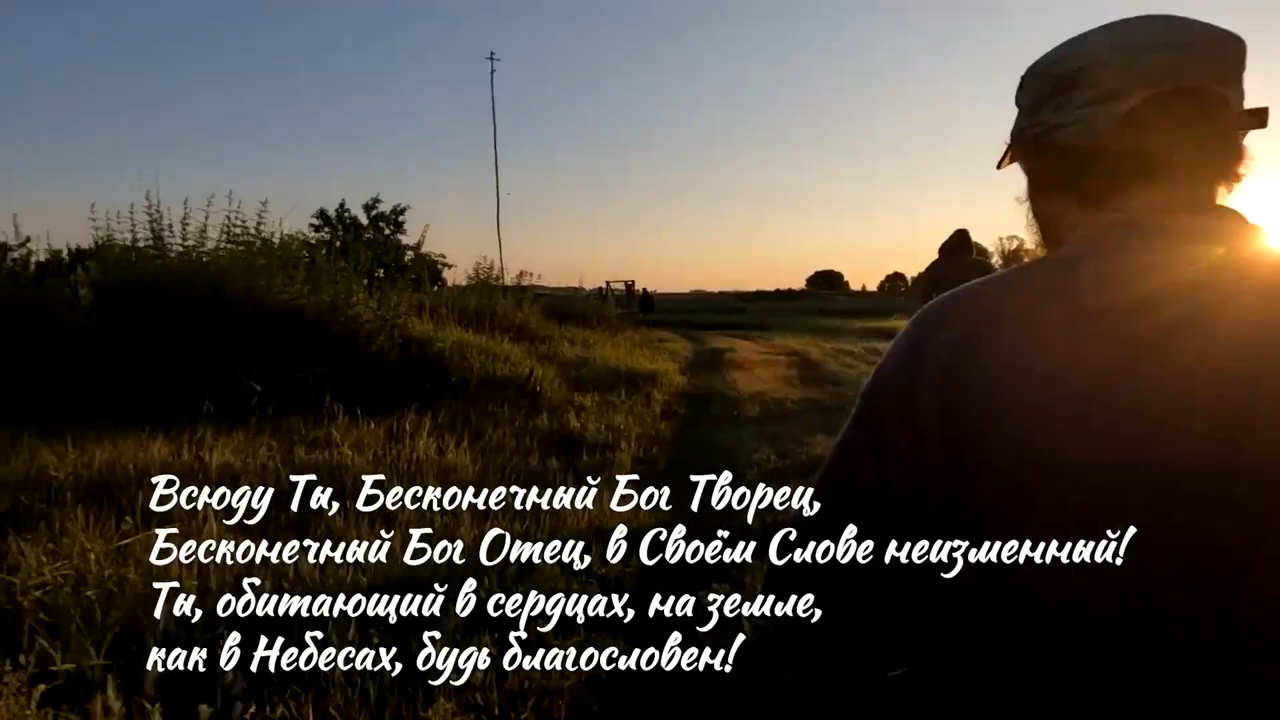 Всюду Ты, Бесконечный Бог Творец,
Бесконечный Бог Отец, в Своём Слове неизменный!
Ты, обитающий в сердцах, на земле,
как в Небесах, будь благословен!